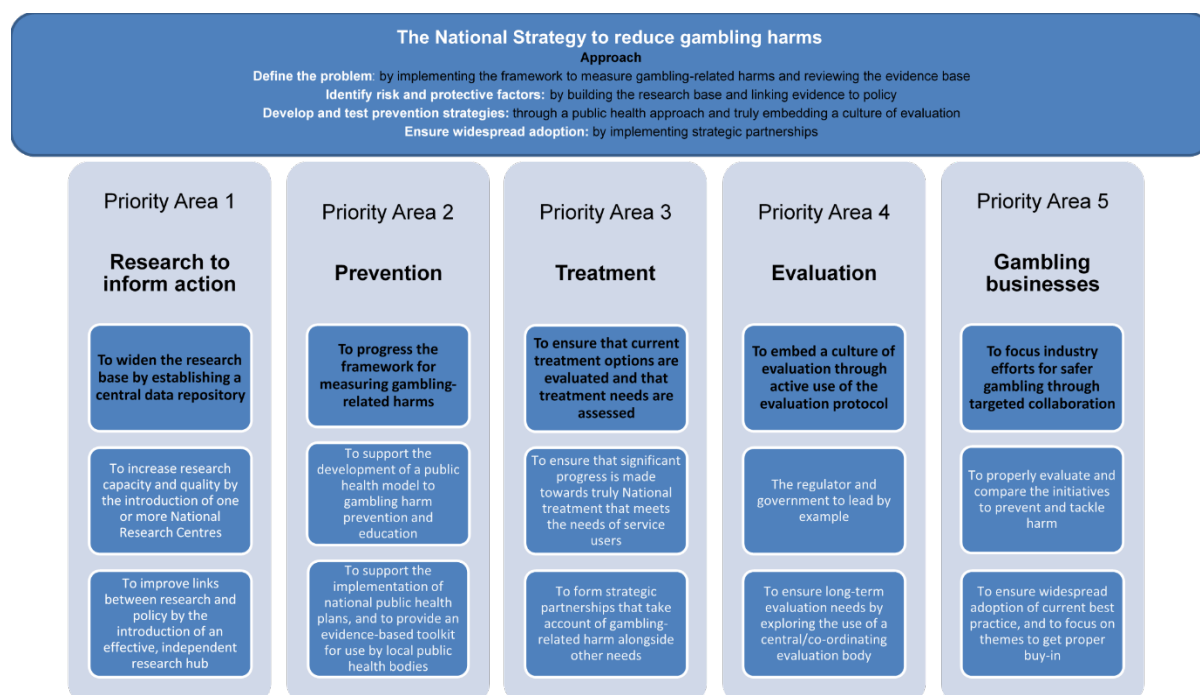 The National Strategy to reduce gambling harms
Approach
Define the problem: by implementing the framework to measure gambling-related harms and reviewing the evidence base
Identify risk and protective factors: by building the research base and linking evidence to policy
Develop and test prevention strategies: through a public health approach and truly embedding a culture of evaluation
Ensure widespread adoption: by implementing strategic partnerships
Priority Area 1
Research to
inform action
To widen the research
base by establishing a
central data repository
To increase research
capacity and quality by
the introduction of one
or more National
Research Centres
To improve links
between research and
policy by the
introduction of an
effective, independent
research hub
Priority Area 2
Prevention
To progress the
framework for
measuring gambling-
related harms
To support the
development of a public
health model to
gambling harm
prevention and
education
To support the
implementation of
national public health
plans, and to provide an
evidence-based toolkit
for use by local public
health bodies
Priority Area 3
Treatment
To ensure that current
treatment options are
evaluated and that
treatment needs are
assessed
To ensure that significant
progress is made
towards truly National
treatment that meets
the needs of service
users
To form strategic
partnerships that take
account of gambling-
related harm alongside
other needs
Priority Area 4
Evaluation
To embed a culture of
evaluation through
active use of the
evaluation protocol
The regulator and
government to lead by
example
To ensure long-term
evaluation needs by
exploring the use of a
central/co-ordinating
evaluation body
Priority Area 5
Gambling
businesses
To focus industry
efforts for safer
gambling through
targeted collaboration
To properly evaluate and
compare the initiatives
to prevent and tackle
harm
To ensure widespread
adoption of current best
practice, and to focus on
themes to get proper
buy-in